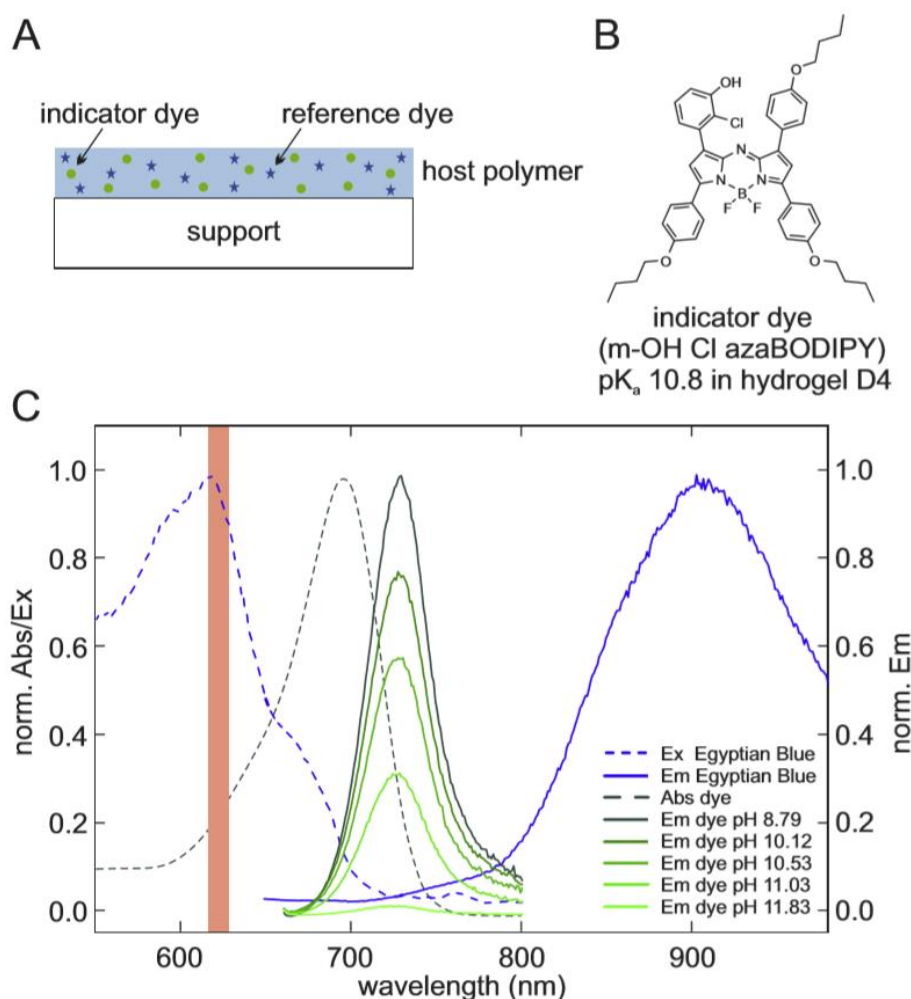 A
indicator dye
reference dye
host polymer
support
B
OH
Cl
O
N
N
N
B
F
F
O
O
indicator dye
(m-OH Cl azaBODIPY)
pKa 10.8 in hydrogel D4
C
norm. Abs/Ex
1.0
0.8
0.6
0.4
0.2
0.0
600
700
800
900
wavelength (nm)
1.0
0.8
0.6
0.4
0.2
0.0
norm. Em
Ex Egyptian Blue
Em Egyptian Blue
Abs dye
Em dye pH 8.79
Em dye pH 10.12
Em dye pH 10.53
Em dye pH 11.03
Em dye pH 11.83